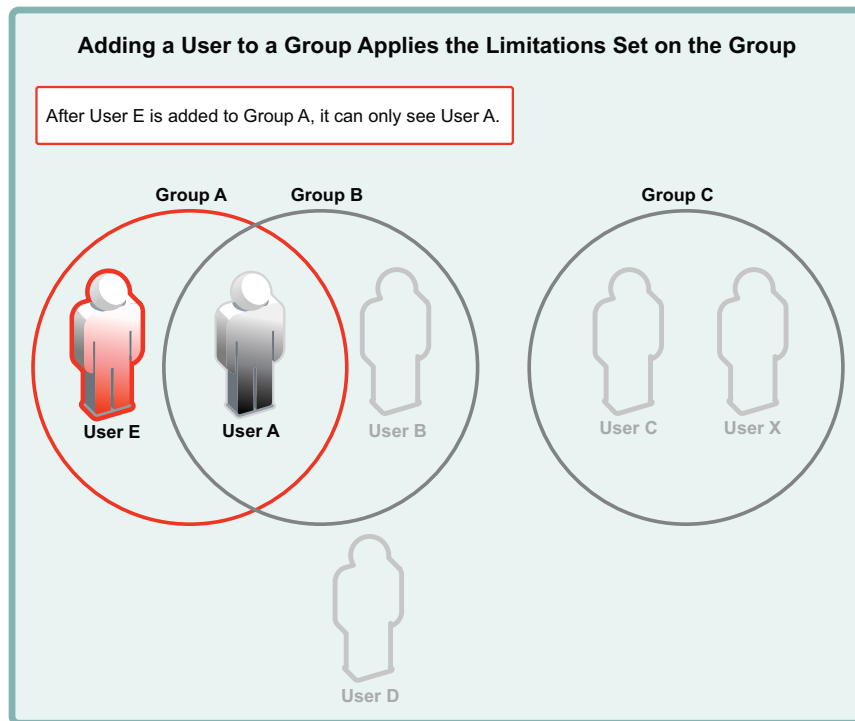 Adding a User to a Group Applies the Limitations Set on the Group
After User E is added to Group A, it can only see User A.
Group A
Group B
Group C
User E
User A
User B
User C
User X
User D